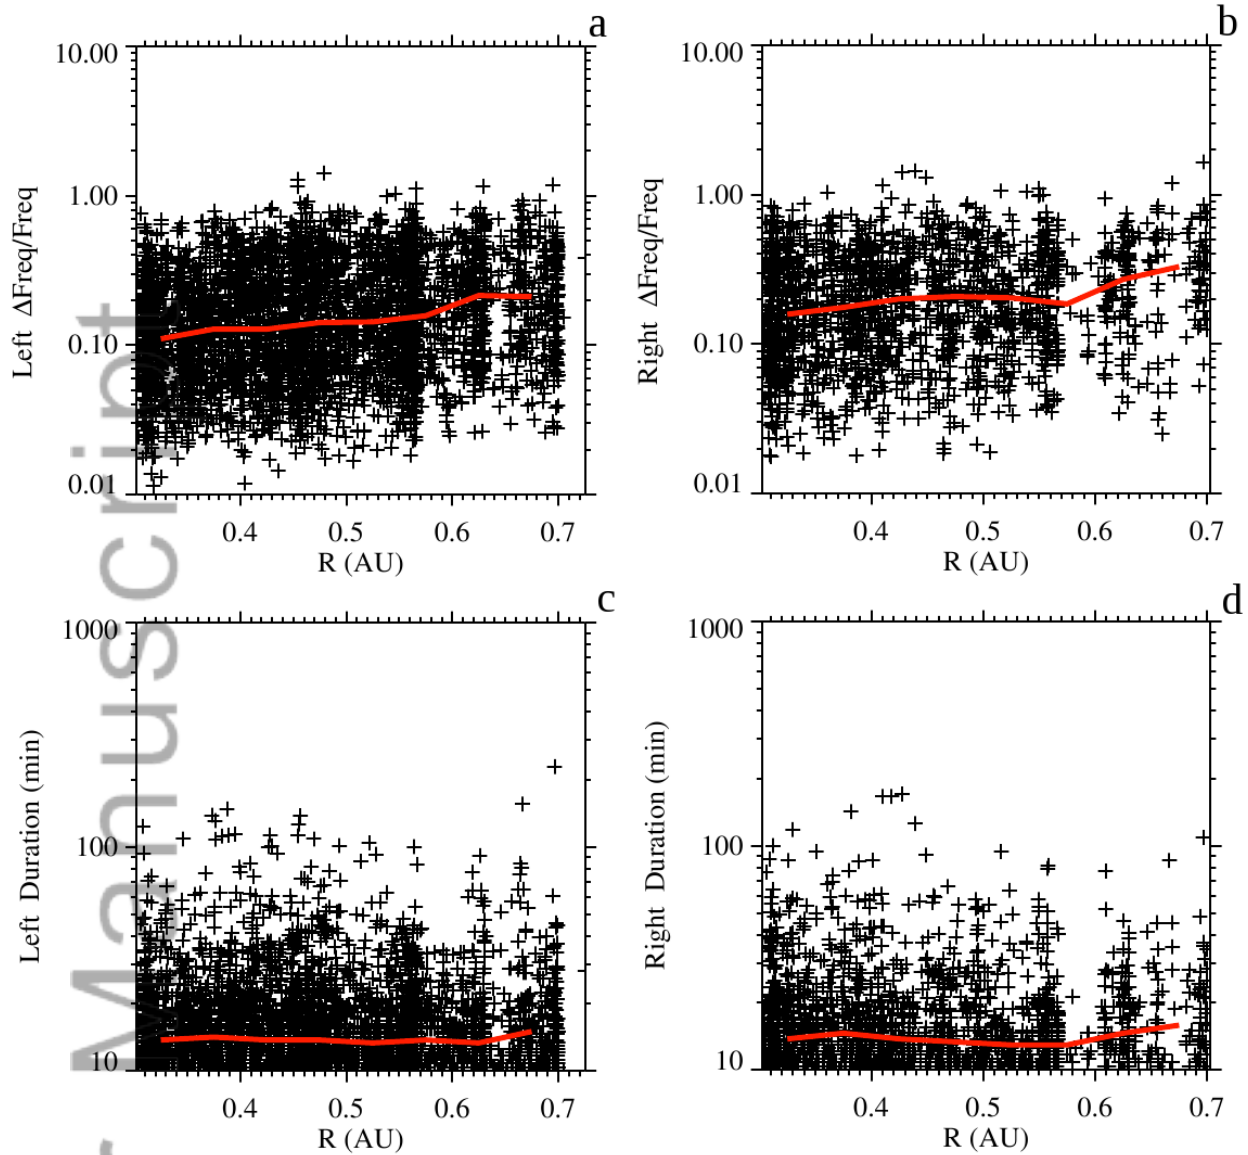 a
10.00
1.00
0.10
0.01
Left ΔFreq/Freq
0.4 0.5 0.6 0.7
R (AU)
b
10.00
1.00
0.10
0.01
Right ΔFreq/Freq
0.4 0.5 0.6 0.7
R (AU)
c
1000
100
10
Left Duration (min)
0.4 0.5 0.6 0.7
R (AU)
d
1000
100
10
Right Duration (min)
0.4 0.5 0.6 0.7
R (AU)
Manuscript